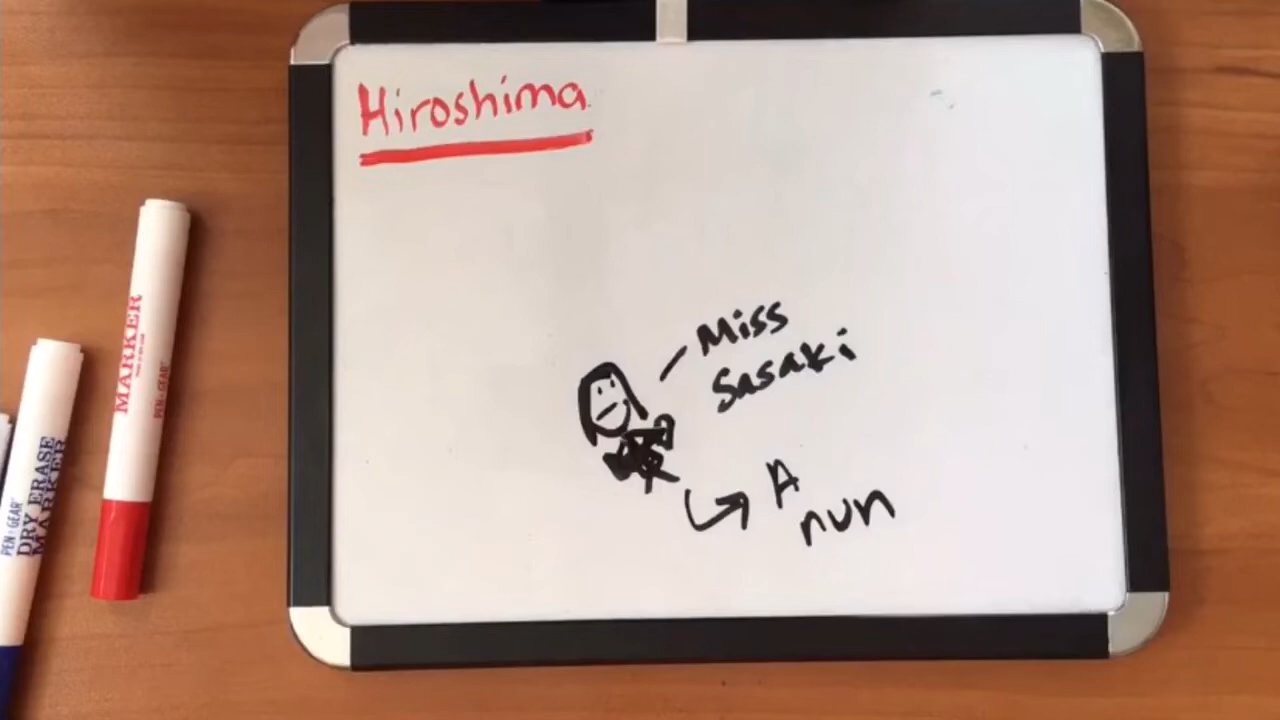 Hiroshima
Miss
Sasaki
A
nun
MARKER
PEN+GEAR
PEN+GEAR
DRY ERASE
MARKER